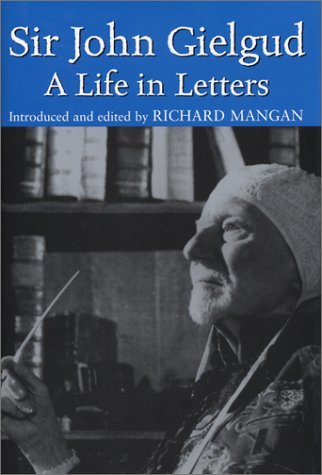 Sir John Gielgud
A Life in Letters
Introduced and edited by RICHARD MANGAN